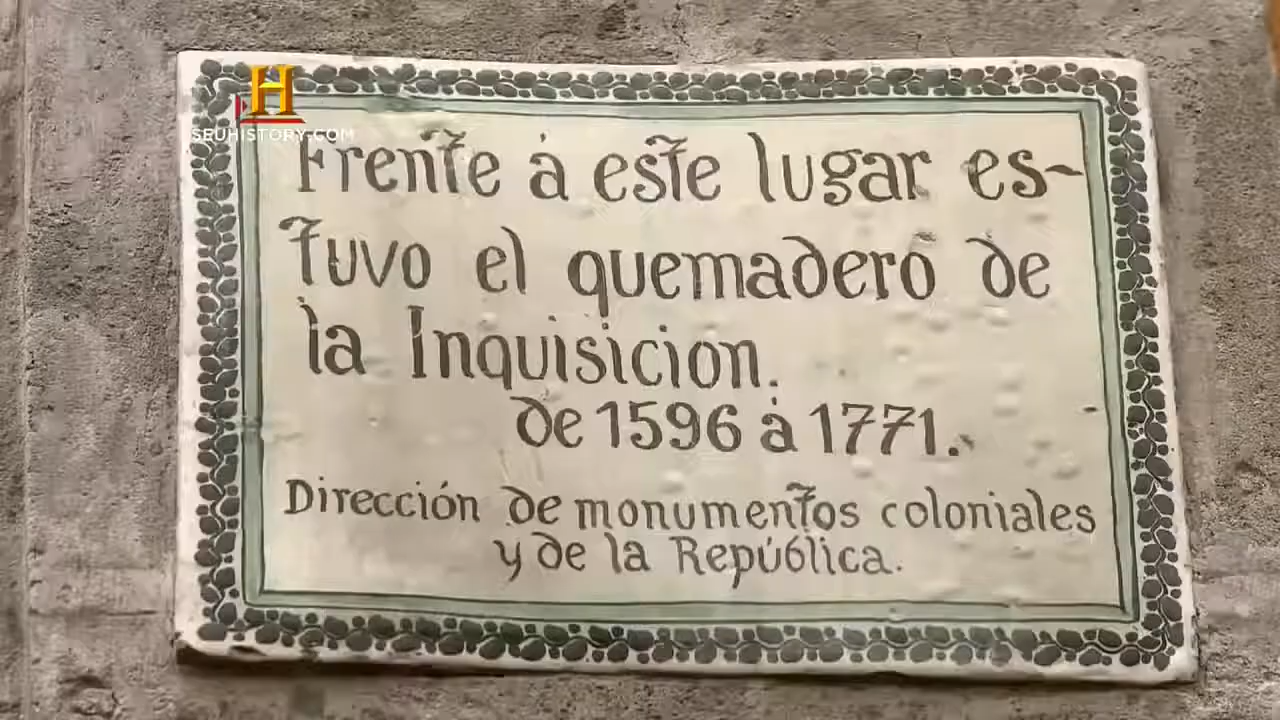 H
SEUHISTORY.COM
Frente á este lugar es-
tuvo el quemadero de
la Inquisicion.
de 1596 á 1771.
Dirección de monumentos coloniales
y de la República.